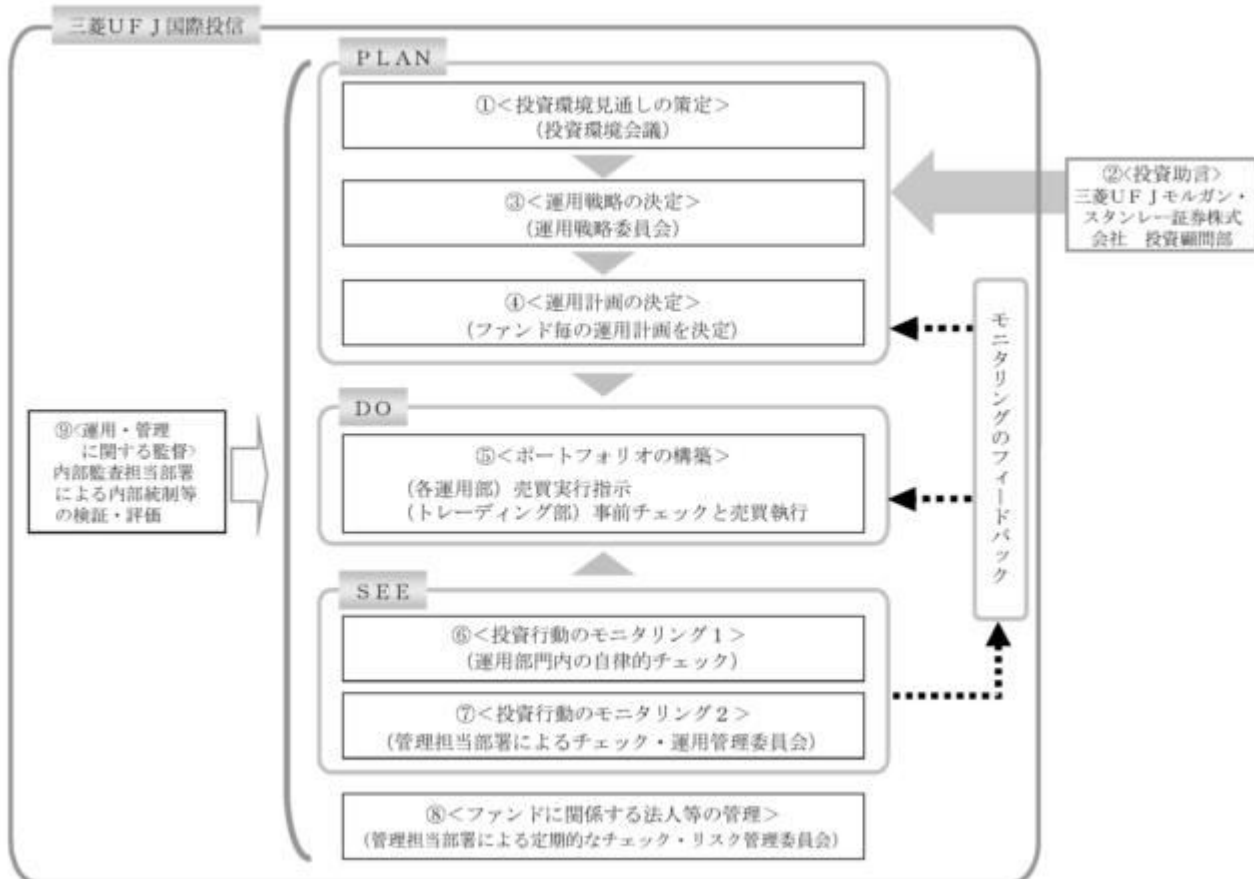 三菱ＵＦＪ国際投信
ＰＬＡＮ
①＜投資環境見通しの策定＞
（投資環境会議）
②＜投資助言＞
三菱ＵＦＪモルガン・
スタンレー証券株式
会社　投資顧問部
③＜運用戦略の決定＞
（運用戦略委員会）
④＜運用計画の決定＞
（ファンド毎の運用計画を決定）
モニタリングのフィードバック
ＤＯ
⑤＜ポートフォリオの構築＞
（各運用部）売買実行指示
（トレーディング部）事前チェックと売買執行
⑨＜運用・管理
に関する監督＞
内部監査担当部署
による内部統制等
の検証・評価
ＳＥＥ
⑥＜投資行動のモニタリング１＞
（運用部門内の自律的チェック）
⑦＜投資行動のモニタリング２＞
（管理担当部署によるチェック・運用管理委員会）
⑧＜ファンドに関係する法人等の管理＞
（管理担当部署による定期的なチェック・リスク管理委員会）